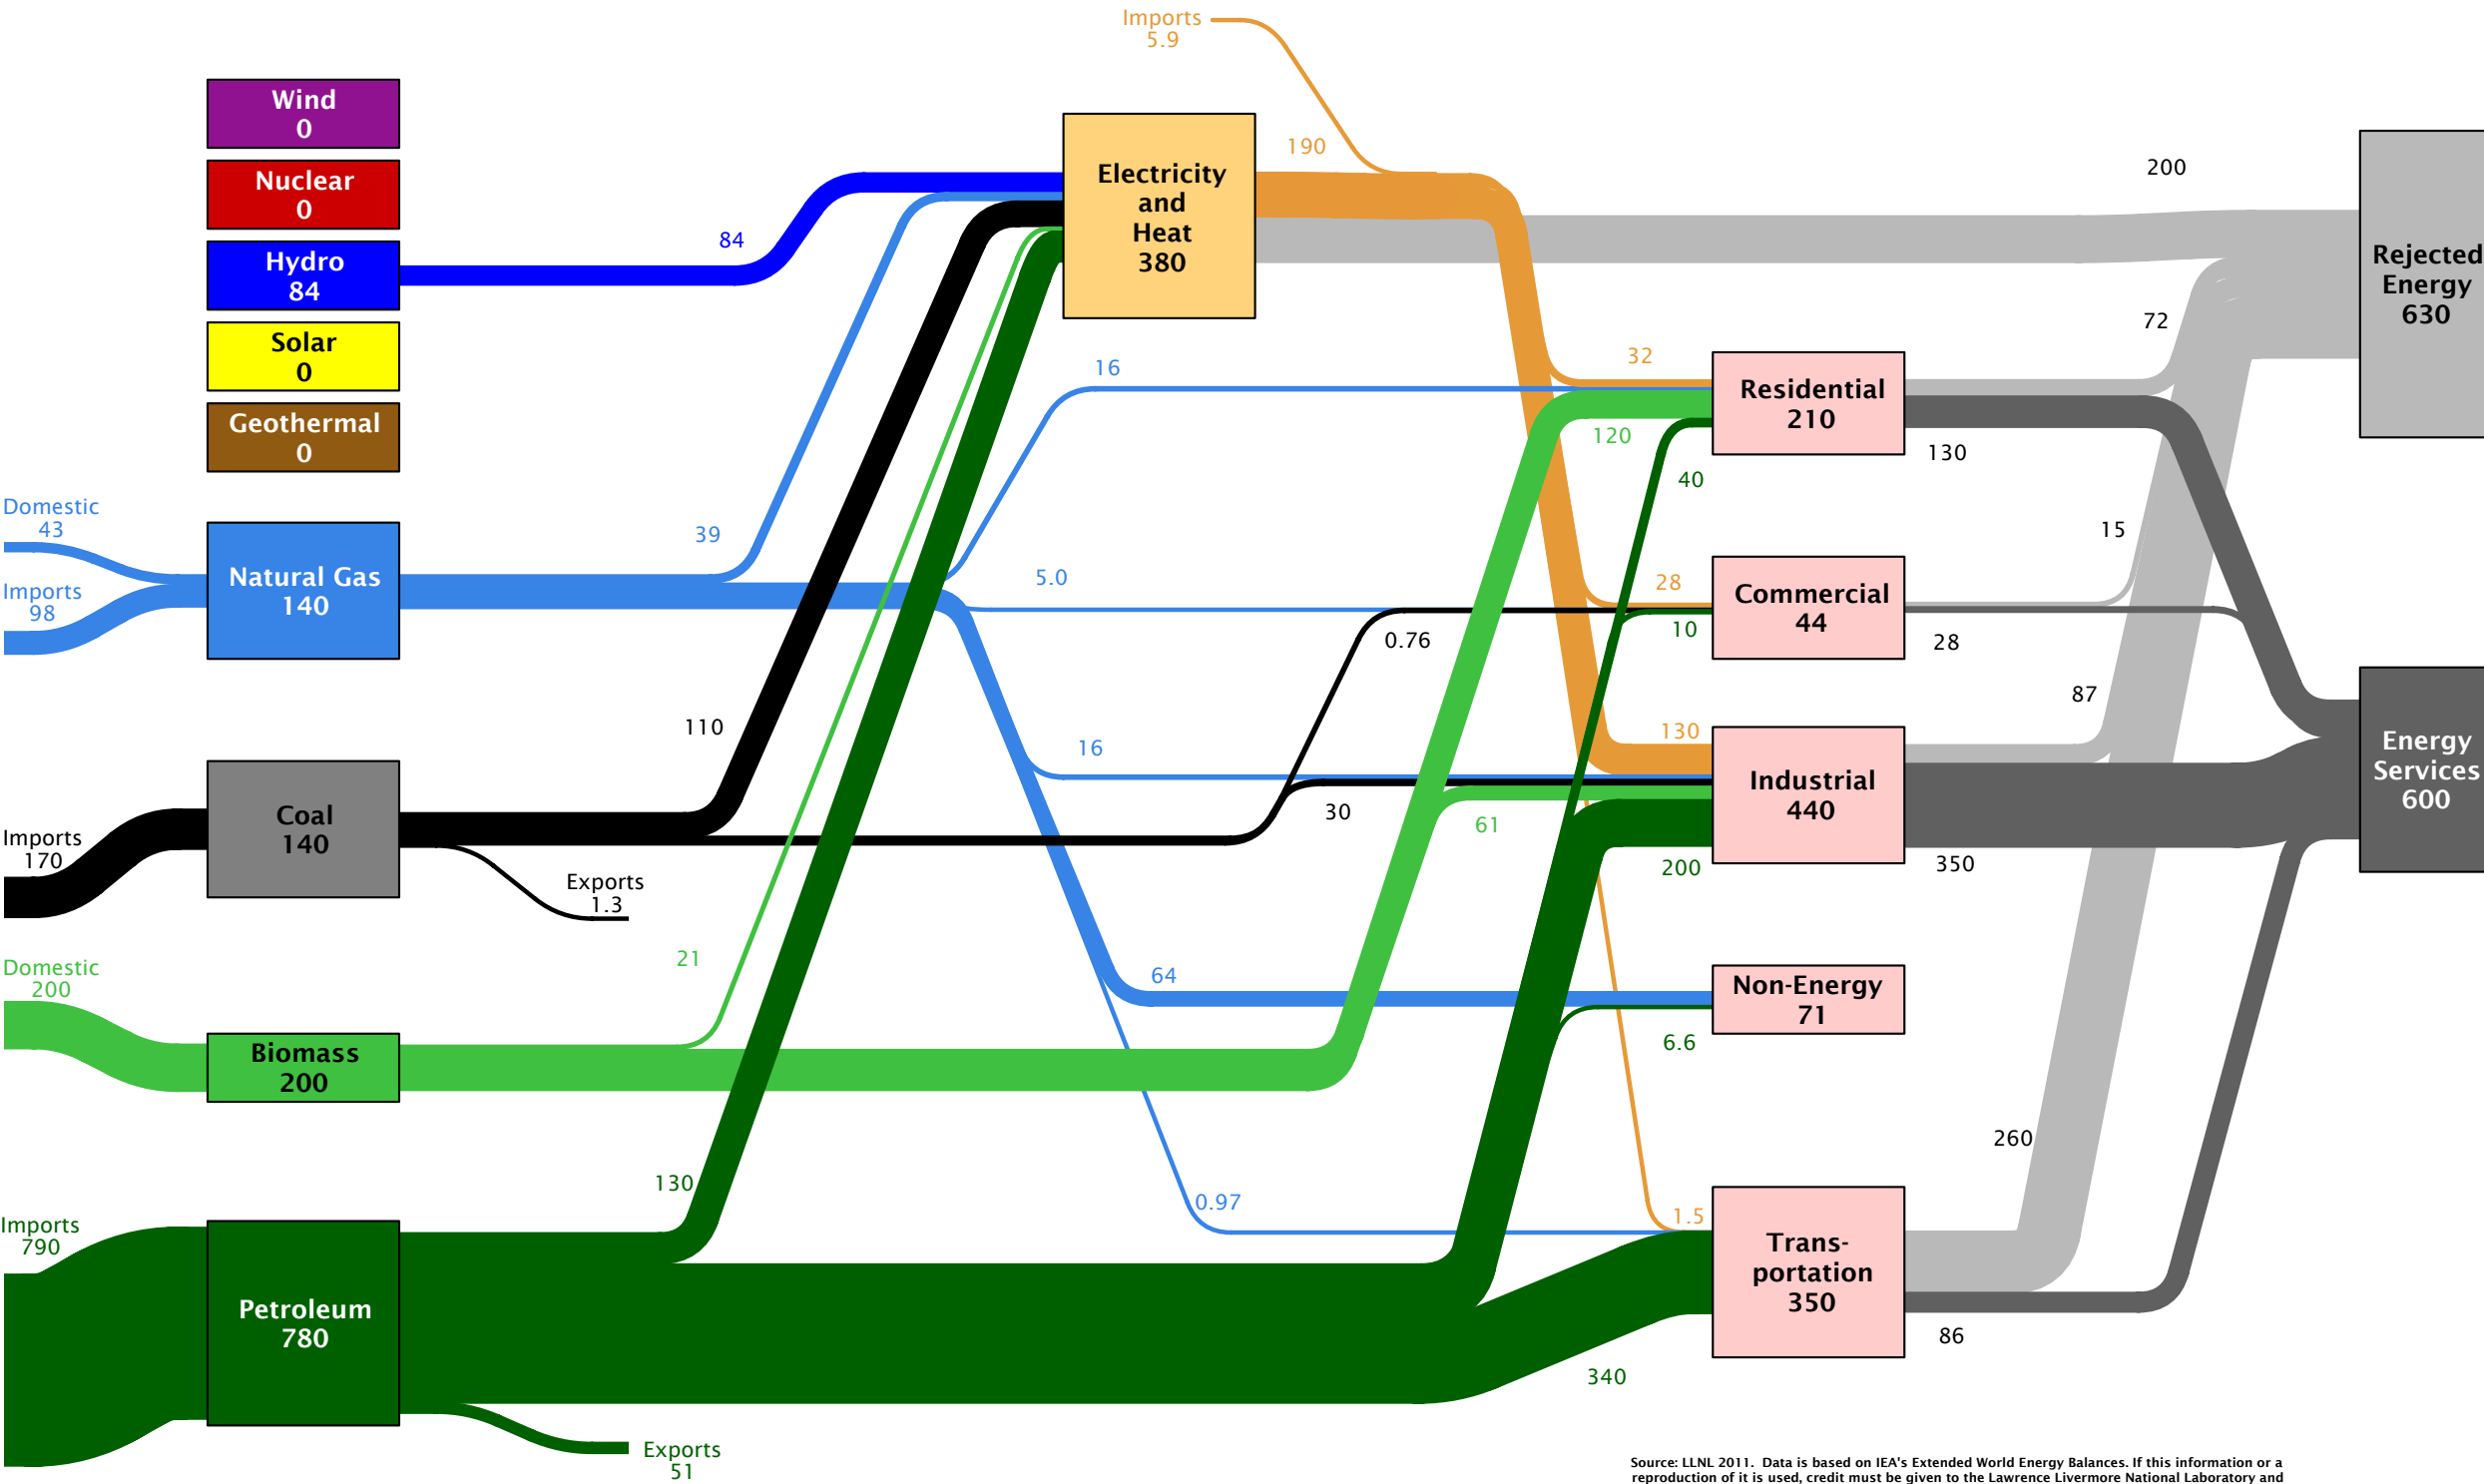 Imports
5.9
Wind
0
Nuclear
0
Hydro
84
Solar
0
Geothermal
0
Domestic
43
Imports
98
Natural Gas
140
Imports
170
Coal
140
Exports
1.3
Domestic
200
Biomass
200
Imports
790
Petroleum
780
Exports
51
84
39
110
21
130
Electricity
and
Heat
380
190
16
5.0
0.76
16
30
64
0.97
32
120
40
28
10
130
61
200
6.6
1.5
340
Residential
210
Commercial
44
Industrial
440
Non-Energy
71
Trans-
portation
350
200
72
130
15
28
87
350
260
86
Rejected
Energy
630
Energy
Services
600
Source: LLNL 2011. Data is based on IEA's Extended World Energy Balances. If this information or a
reproduction of it is used, credit must be given to the Lawrence Livermore National Laboratory and